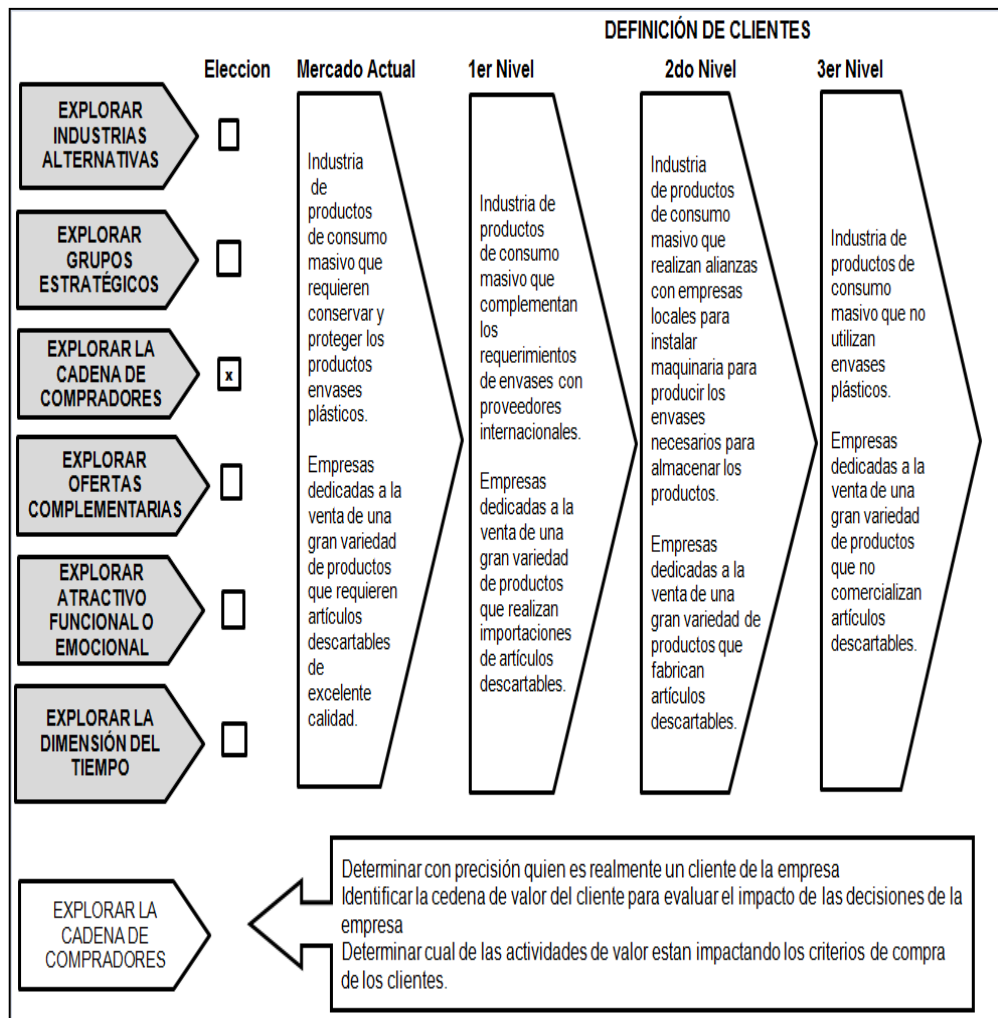 DEFINICIÓN DE CLIENTES
Eleccion
Mercado Actual
1er Nivel
2do Nivel
3er Nivel
EXPLORAR
INDUSTRIAS
ALTERNATIVAS
EXPLORAR
GRUPOS
ESTRATÉGICOS
EXPLORAR LA
CADENA DE
COMPRADORES
x
EXPLORAR
OFERTAS
COMPLEMENTARIAS
EXPLORAR
ATRACTIVO
FUNCIONAL O
EMOCIONAL
EXPLORAR LA
DIMENSIÓN DEL
TIEMPO
Industria
de
productos
de consumo
masivo que
requieren
conservar y
proteger los
productos
envases
plásticos.
Empresas
dedicadas a la
venta de una
gran variedad
de productos
que requieren
artículos
descartables
de
excelente
calidad.
Industria de
productos
de consumo
masivo que
complementan
los
requerimientos
de envases con
proveedores
internacionales.
Empresas
dedicadas a la
venta de una
gran variedad
de productos
que realizan
importaciones
de artículos
descartables.
Industria
de productos
de consumo
masivo que
realizan alianzas
con empresas
locales para
instalar
maquinaria para
producir los
envases
necesarios para
almacenar los
productos.
Empresas
dedicadas a la
venta de una
gran variedad de
productos que
fabrican
artículos
descartables.
Industria de
productos de
consumo
masivo que no
utilizan
envases
plásticos.
Empresas
dedicadas a la
venta de una
gran variedad
de productos
que no
comercializan
artículos
descartables.
EXPLORAR LA
CADENA DE
COMPRADORES
Determinar con precisión quien es realmente un cliente de la empresa
Identificar la cedena de valor del cliente para evaluar el impacto de las decisiones de la
empresa
Determinar cual de las actividades de valor estan impactando los criterios de compra
de los clientes.